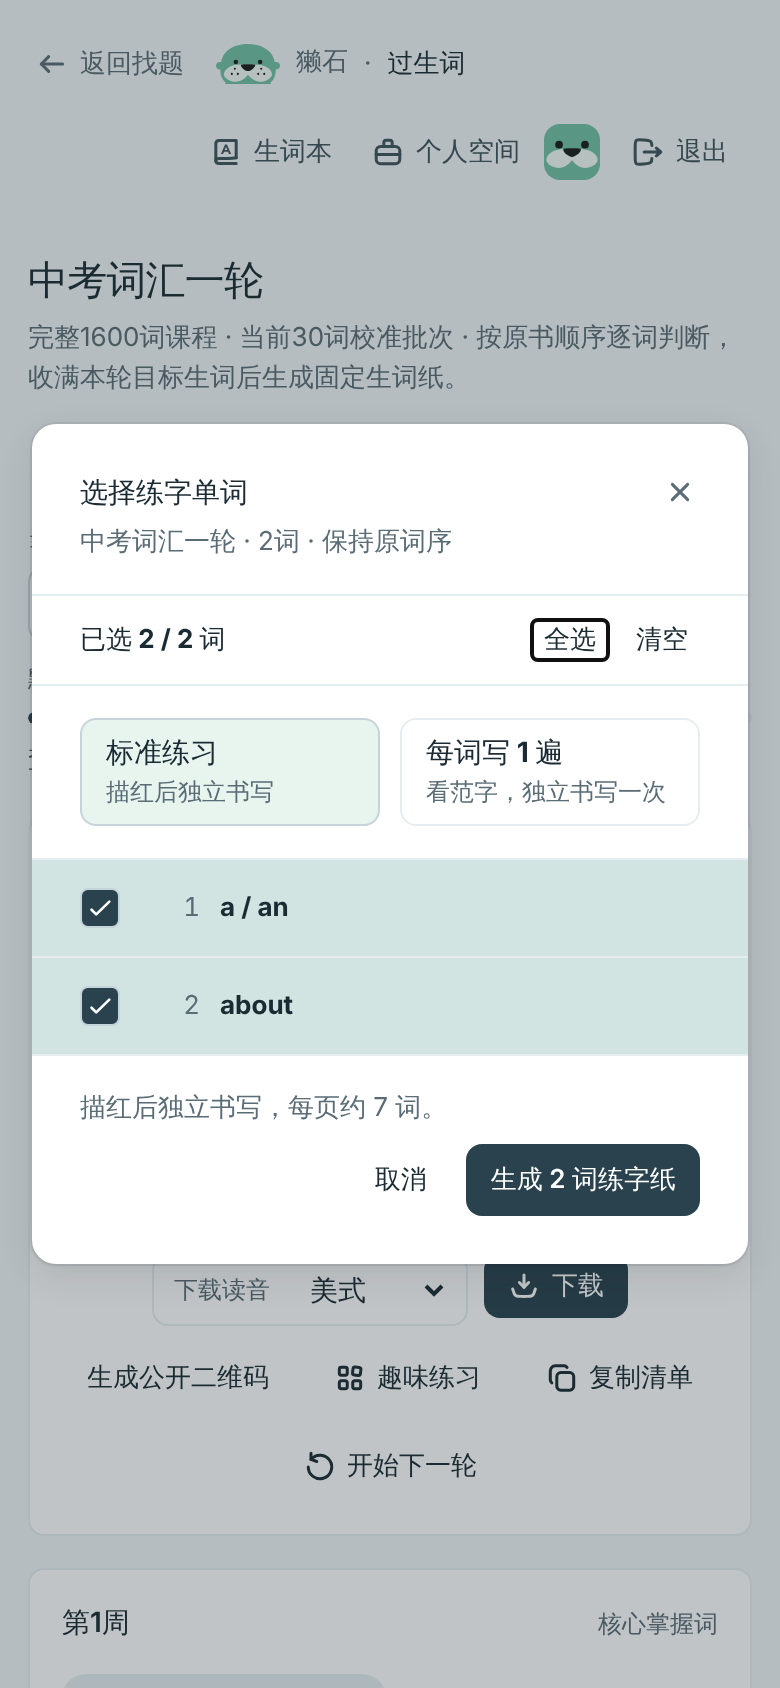 返回找题
獭石 · 过生词
生词本
个人空间
退出
中考词汇一轮
完整1600词课程 · 当前30词校准批次 · 按原书顺序逐词判断，
收满本轮目标生词后生成固定生词纸。
选择练字单词
中考词汇一轮 · 2词 · 保持原词序
已选 2 / 2 词
全选
清空
标准练习
描红后独立书写
每词写 1 遍
看范字，独立书写一次
1 a / an
2 about
描红后独立书写，每页约 7 词。
取消
生成 2 词练字纸
下载读音
美式
下载
生成公开二维码
趣味练习
复制清单
开始下一轮
第1周
核心掌握词